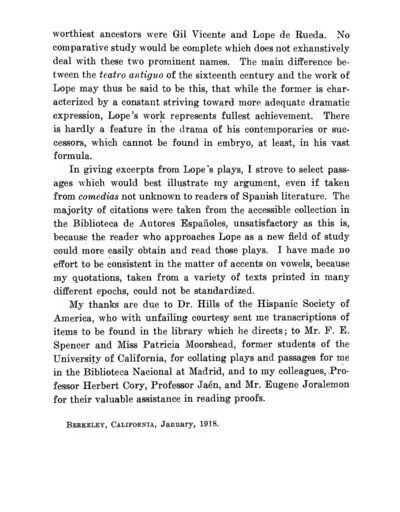 worthiest ancestors were Gil Vicente and Lope de Rueda. No
comparative study would be complete which does not exhaustively
deal with these two prominent names. The main difference be-
tween the teatro antiguo of the sixteenth century and the work of
Lope may thus be said to be this, that while the former is char-
acterized by a constant striving toward more adequate dramatic
expression, Lope's work represents fullest achievement. There
is hardly a feature in the drama of his contemporaries or suc-
cessors, which cannot be found in embryo, at least, in his vast
formula.
In giving excerpts from Lope's plays, I strove to select pass-
ages which would best illustrate my argument, even if taken
from comedias not unknown to readers of Spanish literature. The
majority of citations were taken from the accessible collection in
the Biblioteca de Autores Españoles, unsatisfactory as this is,
because the reader who approaches Lope as a new field of study
could more easily obtain and read those plays. I have made no
effort to be consistent in the matter of accents on vowels, because
my quotations, taken from a variety of texts printed in many
different epochs, could not be standardized.
My thanks are due to Dr. Hills of the Hispanic Society of
America, who with unfailing courtesy sent me transcriptions of
items to be found in the library which he directs; to Mr. F. E.
Spencer and Miss Patricia Moorshead, former students of the
University of California, for collating plays and passages for me
in the Biblioteca Nacional at Madrid, and to my colleagues, Pro-
fessor Herbert Cory, Professor Jaén, and Mr. Eugene Joralemon
for their valuable assistance in reading proofs.
BERKELEY, CALIFORNIA, January, 1918.